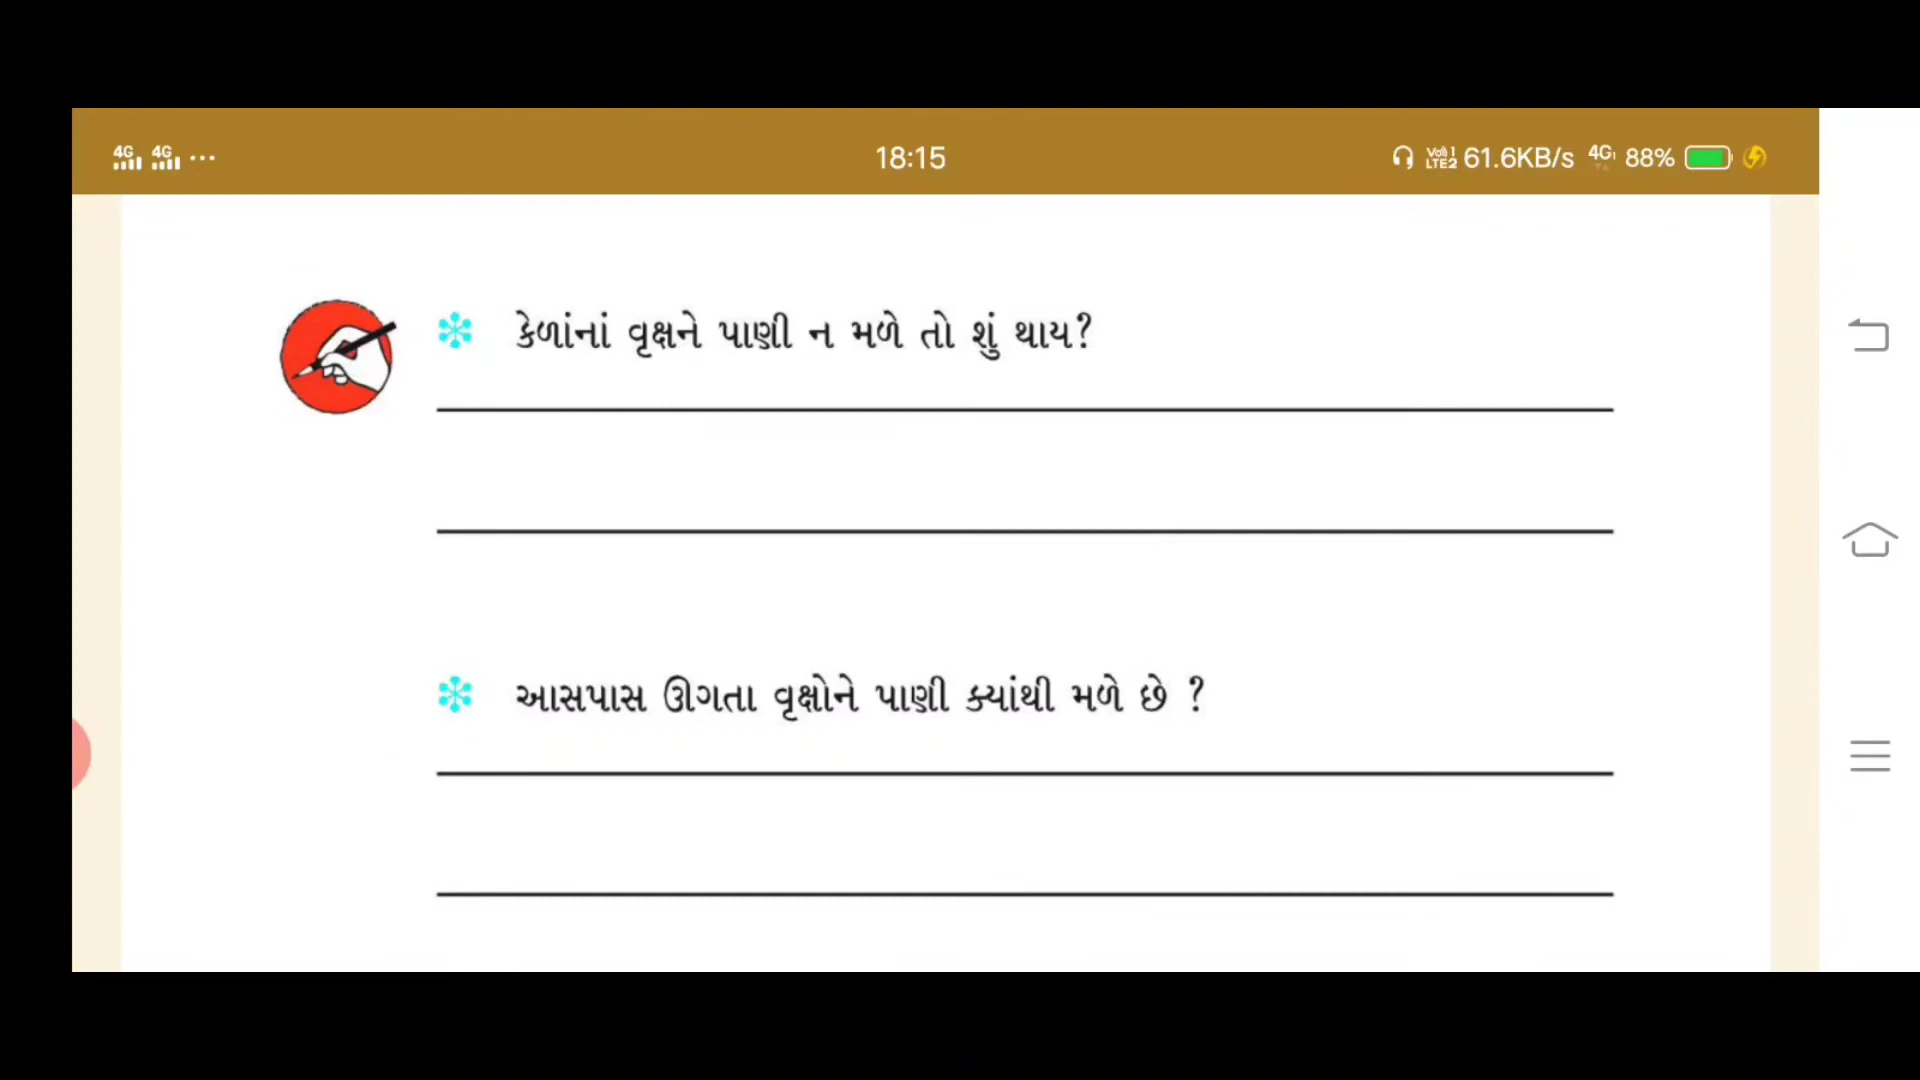 4G 4G ... 18:15 61.6KB/s 4G 88%
કેળાંનાં વૃક્ષને પાણી ન મળે તો શું થાય?
આસપાસ ઊગતા વૃક્ષોને પાણી ક્યાંથી મળે છે ?